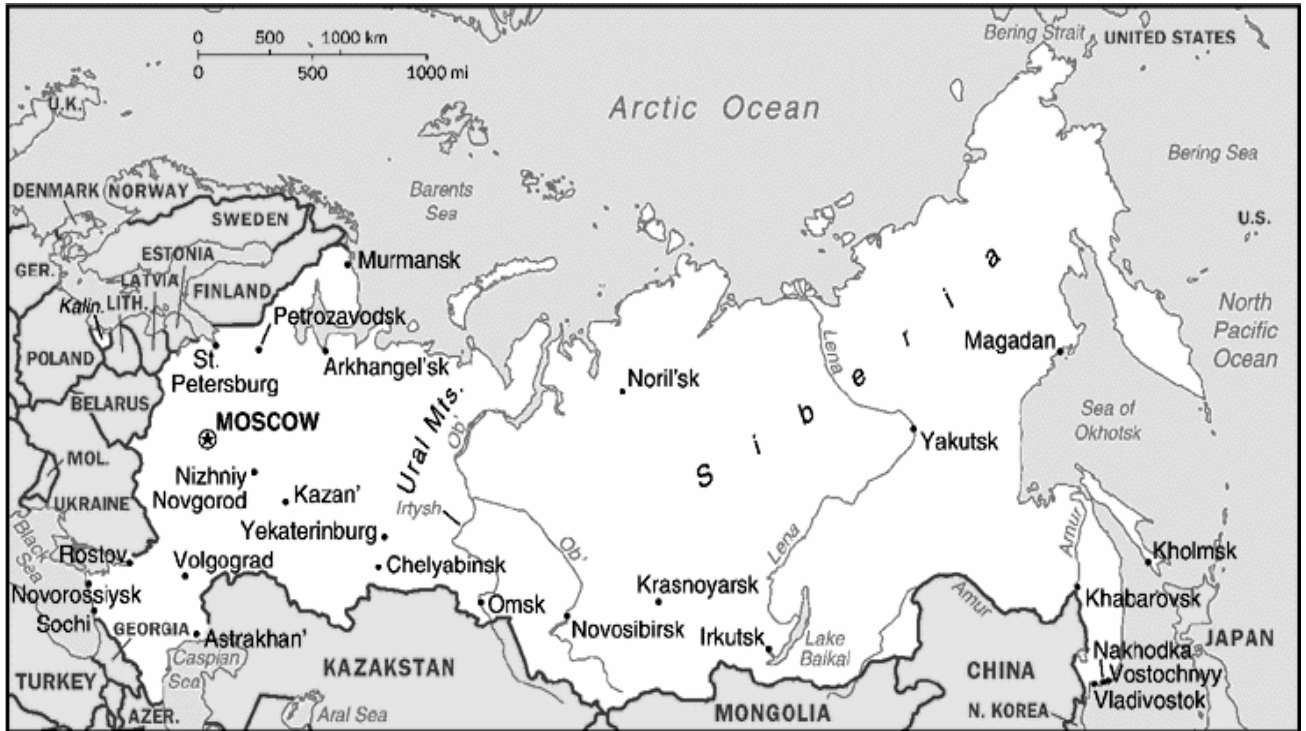 0 500 1000 km
0 500 1000 mi
Bering Strait
UNITED STATES
U.K.
Arctic Ocean
Barents
Sea
Bering Sea
DENMARK
NORWAY
SWEDEN
U.S.
ESTONIA
GER.
LATVIA
FINLAND
Murmansk
Kalin.
LITH.
Petrozavodsk
North
Pacific
Ocean
POLAND
St.
Petersburg
Arkhangel'sk
Noril'sk
Lena
Magadan
BELARUS
MOSCOW
Ural Mts.
Ob'
Siberia
Yakutsk
Sea of
Okhotsk
MOL.
UKRAINE
Nizhniy
Novgorod
Kazan'
Irtysh
Yekaterinburg
Black
Sea
Rostov
Volgograd
Chelyabinsk
Ob'
Lena
Amur
Kholmsk
Novorossiysk
Krasnoyarsk
Omsk
Amur
Khabarovsk
Sochi
GEORGIA
Astrakhan'
Novosibirsk
Irkutsk
Lake
Baikal
JAPAN
Caspian
Sea
KAZAKSTAN
CHINA
Nakhodka
Vostochnyy
Vladivostok
TURKEY
AZER.
Aral Sea
MONGOLIA
N. KOREA